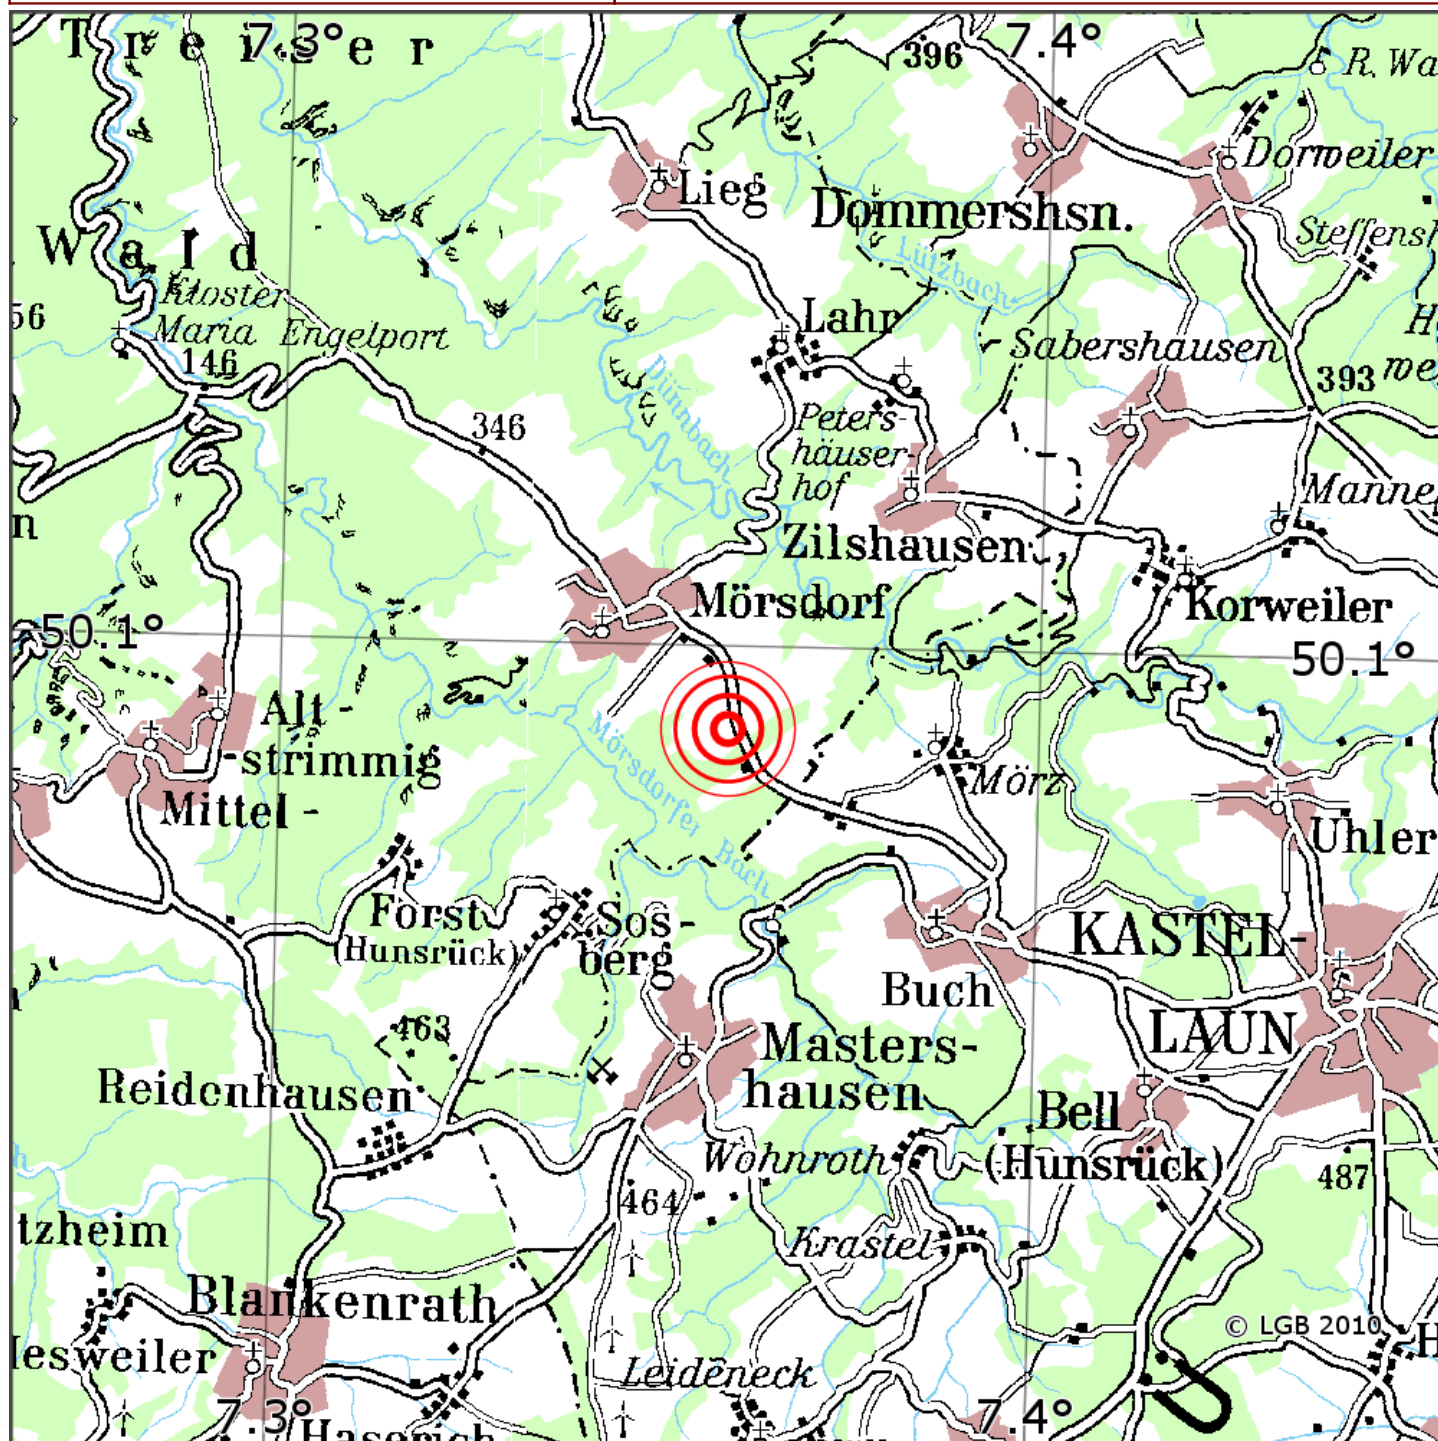 Treiser
7.3°
396
7.4°
R. Wa
Dorweiler
Lieg
Dommershsn.
Wald
Steffensh
Lützbach
Kloster
Maria Engelport
56
146
Lahr
Sabershausen
393
Dünnbach
346
Peters-
häuser-
hof
Manne
n
Zilshausen
Mörsdorf
Korweiler
50.1°
50.1°
Alt-
-strimmig
Mittel-
Mörsdorfer
Bach
Mörz
Uhler
Forst
(Hunsrück)
Sos-
berg
KASTEL-
LAUN
Buch
463
Masters-
hausen
Reidenhausen
Bell
(Hunsrück)
Wohnroth
464
487
tzheim
Krastel
Blankenrath
© LGB 2010
H
lesweiler
Leideneck
7.3°
7.4°
Haserich